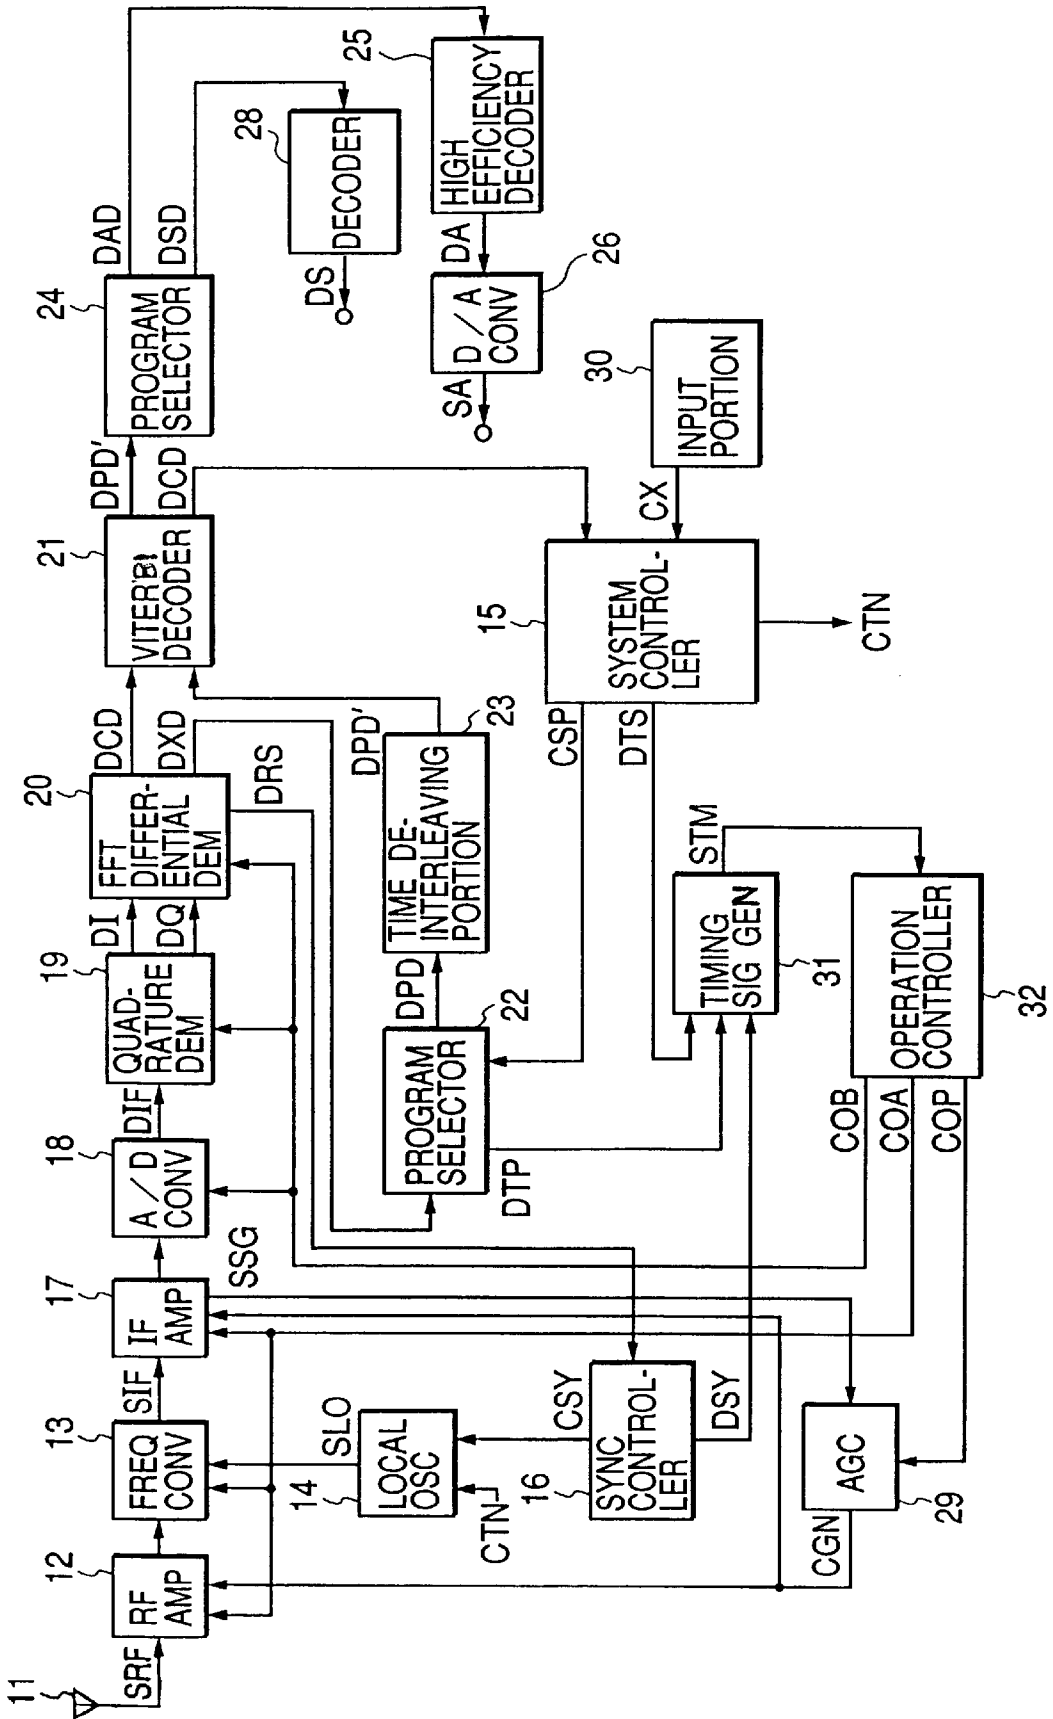 11
SRF
12
RF
AMP
13
FREQ
CONV
SIF
17
IF
AMP
18
A/D
CONV
DIF
19
QUAD-
RATURE
DEM
DI
DQ
20
FFT
DIFFER-
ENTIAL
DEM
DCD
DXD
DRS
21
VITERBI
DECODER
DPD'
DCD
24
PROGRAM
SELECTOR
DAD
DSD
SSG
14
LOCAL
OSC
SLO
CTN
22
PROGRAM
SELECTOR
DTP
DPD
23
TIME DE-
INTERLEAVING
PORTION
DPD'
28
DECODER
DS
25
HIGH
EFFICIENCY
DECODER
DA
26
D/A
CONV
SA
16
SYNC
CONTROL-
LER
CSY
DSY
15
SYSTEM
CONTROL-
LER
CSP
DTS
CX
CTN
30
INPUT
PORTION
31
TIMING
SIG GEN
STM
29
AGC
CGN
32
OPERATION
CONTROLLER
COB
COA
COP